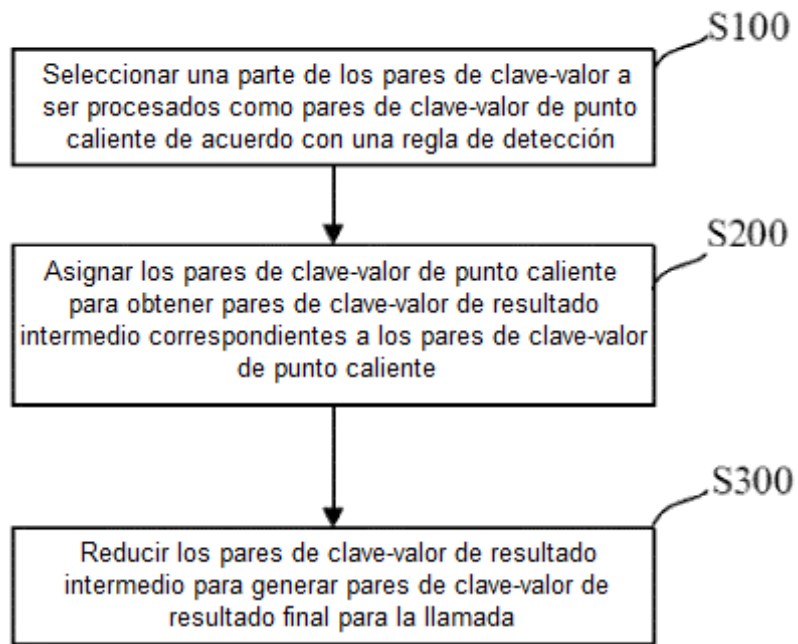 S100
Seleccionar una parte de los pares de clave-valor a
ser procesados como pares de clave-valor de punto
caliente de acuerdo con una regla de detección
S200
Asignar los pares de clave-valor de punto caliente
para obtener pares de clave-valor de resultado
intermedio correspondientes a los pares de clave-valor
de punto caliente
S300
Reducir los pares de clave-valor de resultado
intermedio para generar pares de clave-valor de
resultado final para la llamada